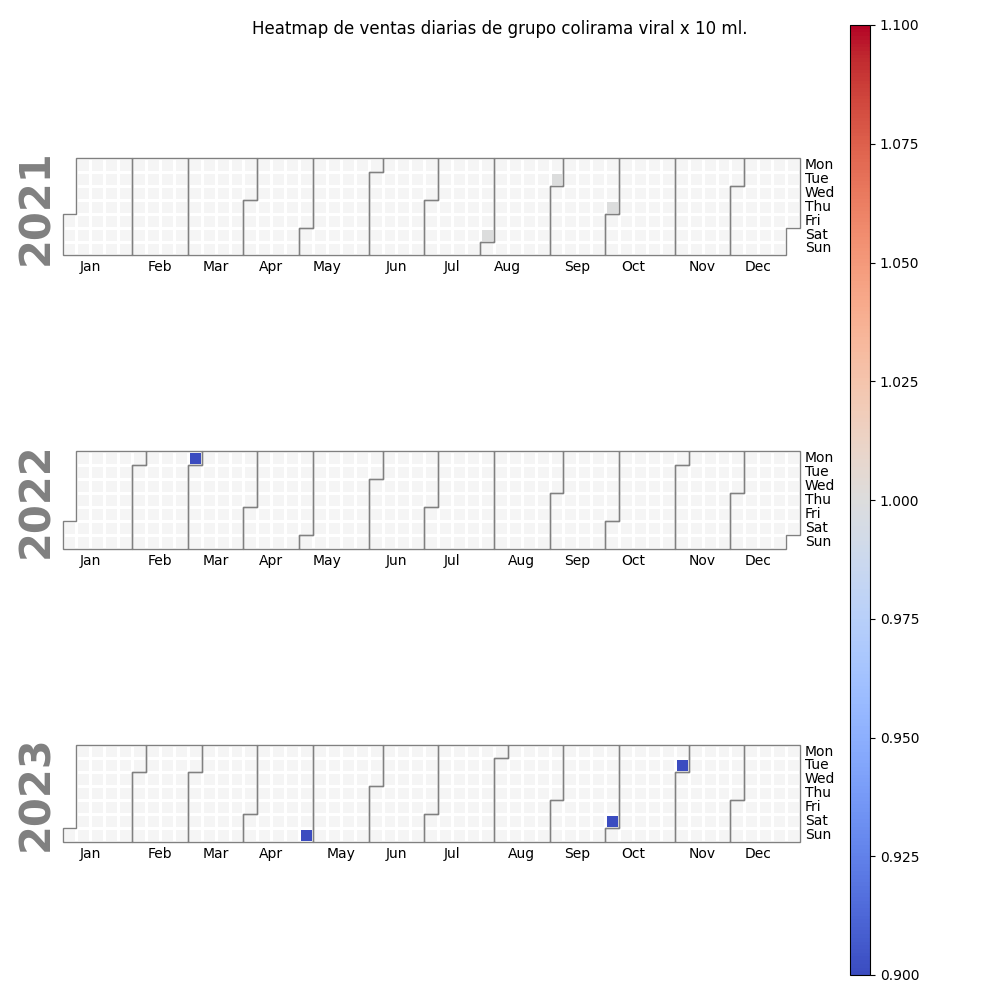 Heatmap de ventas diarias de grupo colirama viral x 10 ml.
2021
Mon
Tue
Wed
Thu
Fri
Sat
Sun
Jan Feb Mar Apr May Jun Jul Aug Sep Oct Nov Dec
2022
Mon
Tue
Wed
Thu
Fri
Sat
Sun
Jan Feb Mar Apr May Jun Jul Aug Sep Oct Nov Dec
2023
Mon
Tue
Wed
Thu
Fri
Sat
Sun
Jan Feb Mar Apr May Jun Jul Aug Sep Oct Nov Dec
1.100
1.075
1.050
1.025
1.000
0.975
0.950
0.925
0.900